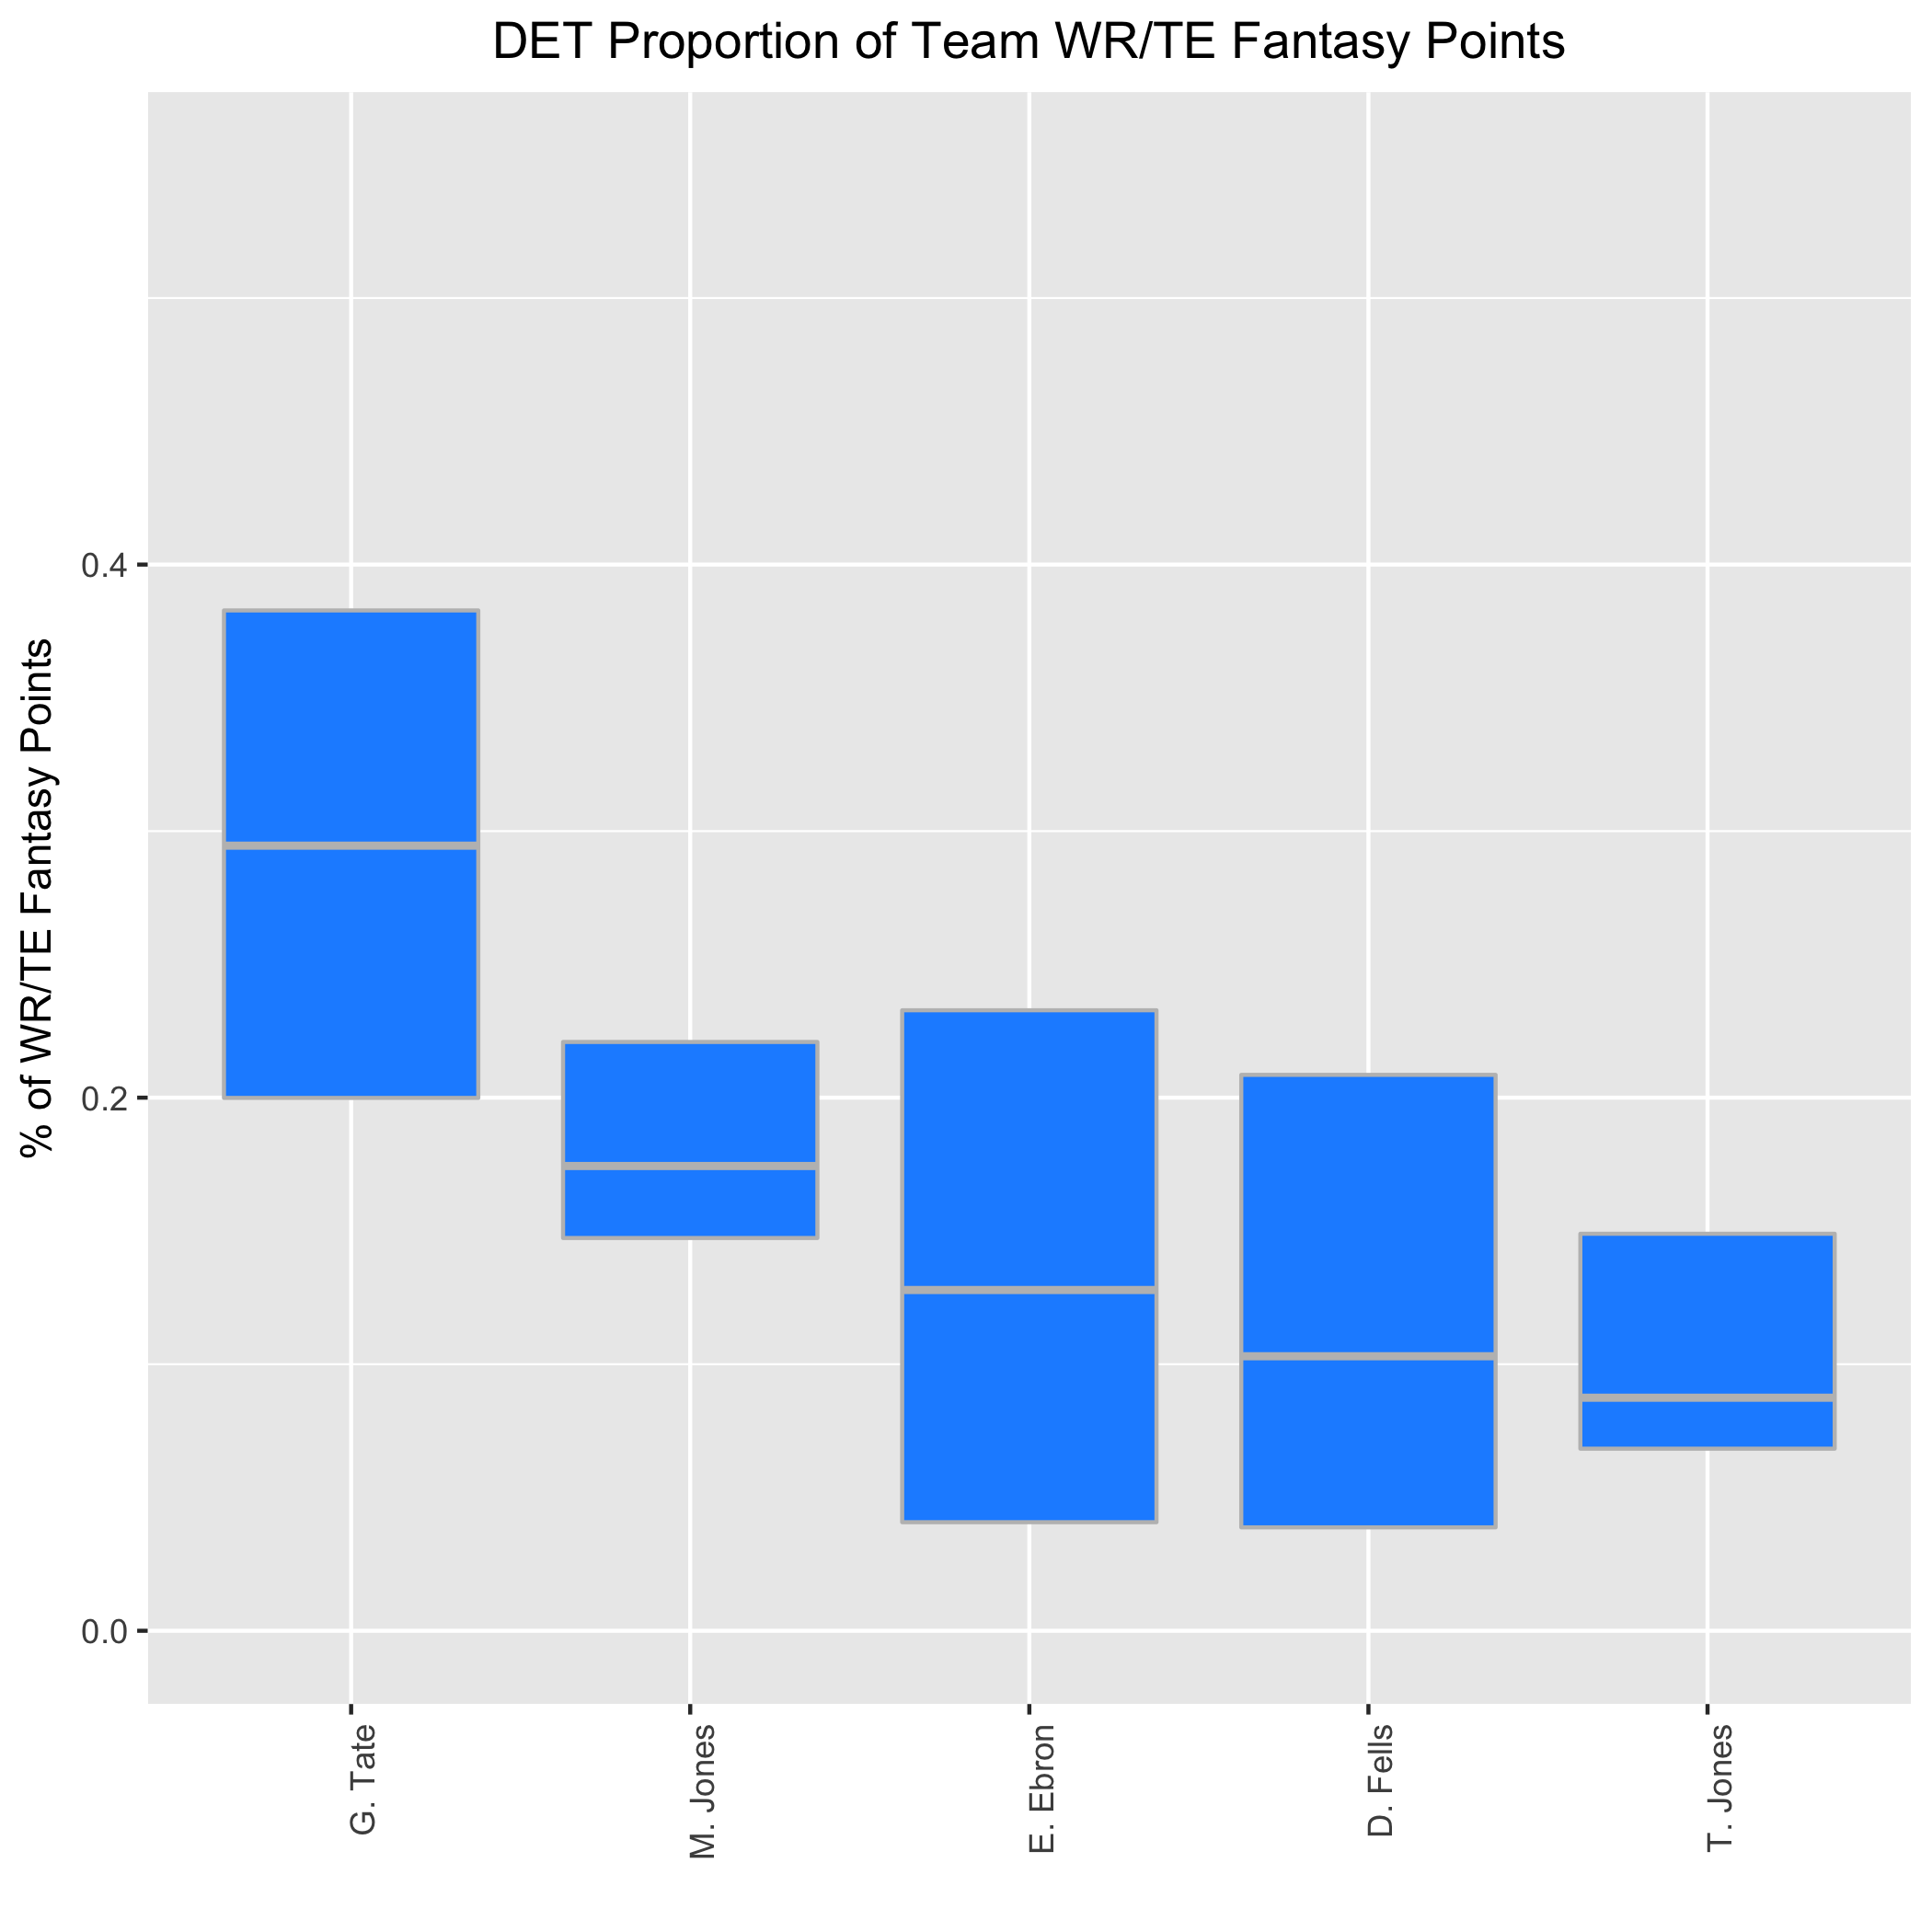 DET Proportion of Team WR/TE Fantasy Points
% of WR/TE Fantasy Points
0.4
0.2
0.0
G. Tate
M. Jones
E. Ebron
D. Fells
T. Jones